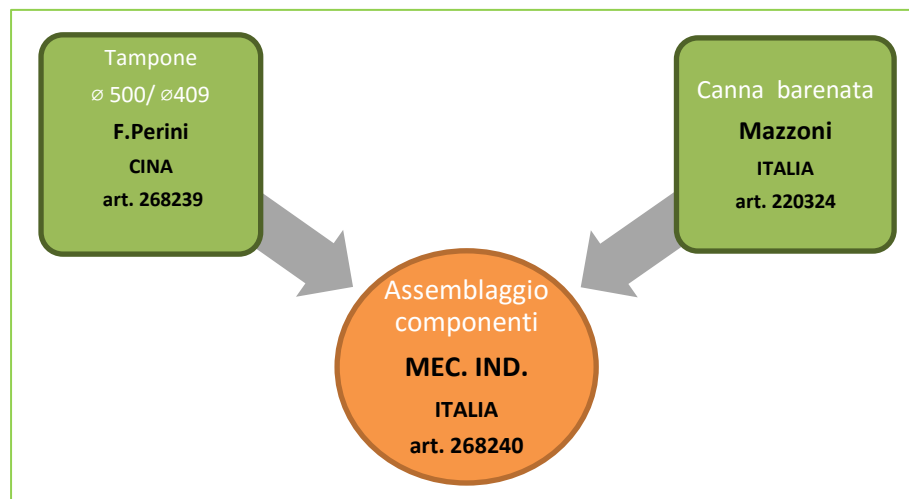 Tampone
⌀ 500/ ⌀409
F.Perini
CINA
art. 268239
Canna barenata
Mazzoni
ITALIA
art. 220324
Assemblaggio
componenti
MEC. IND.
ITALIA
art. 268240